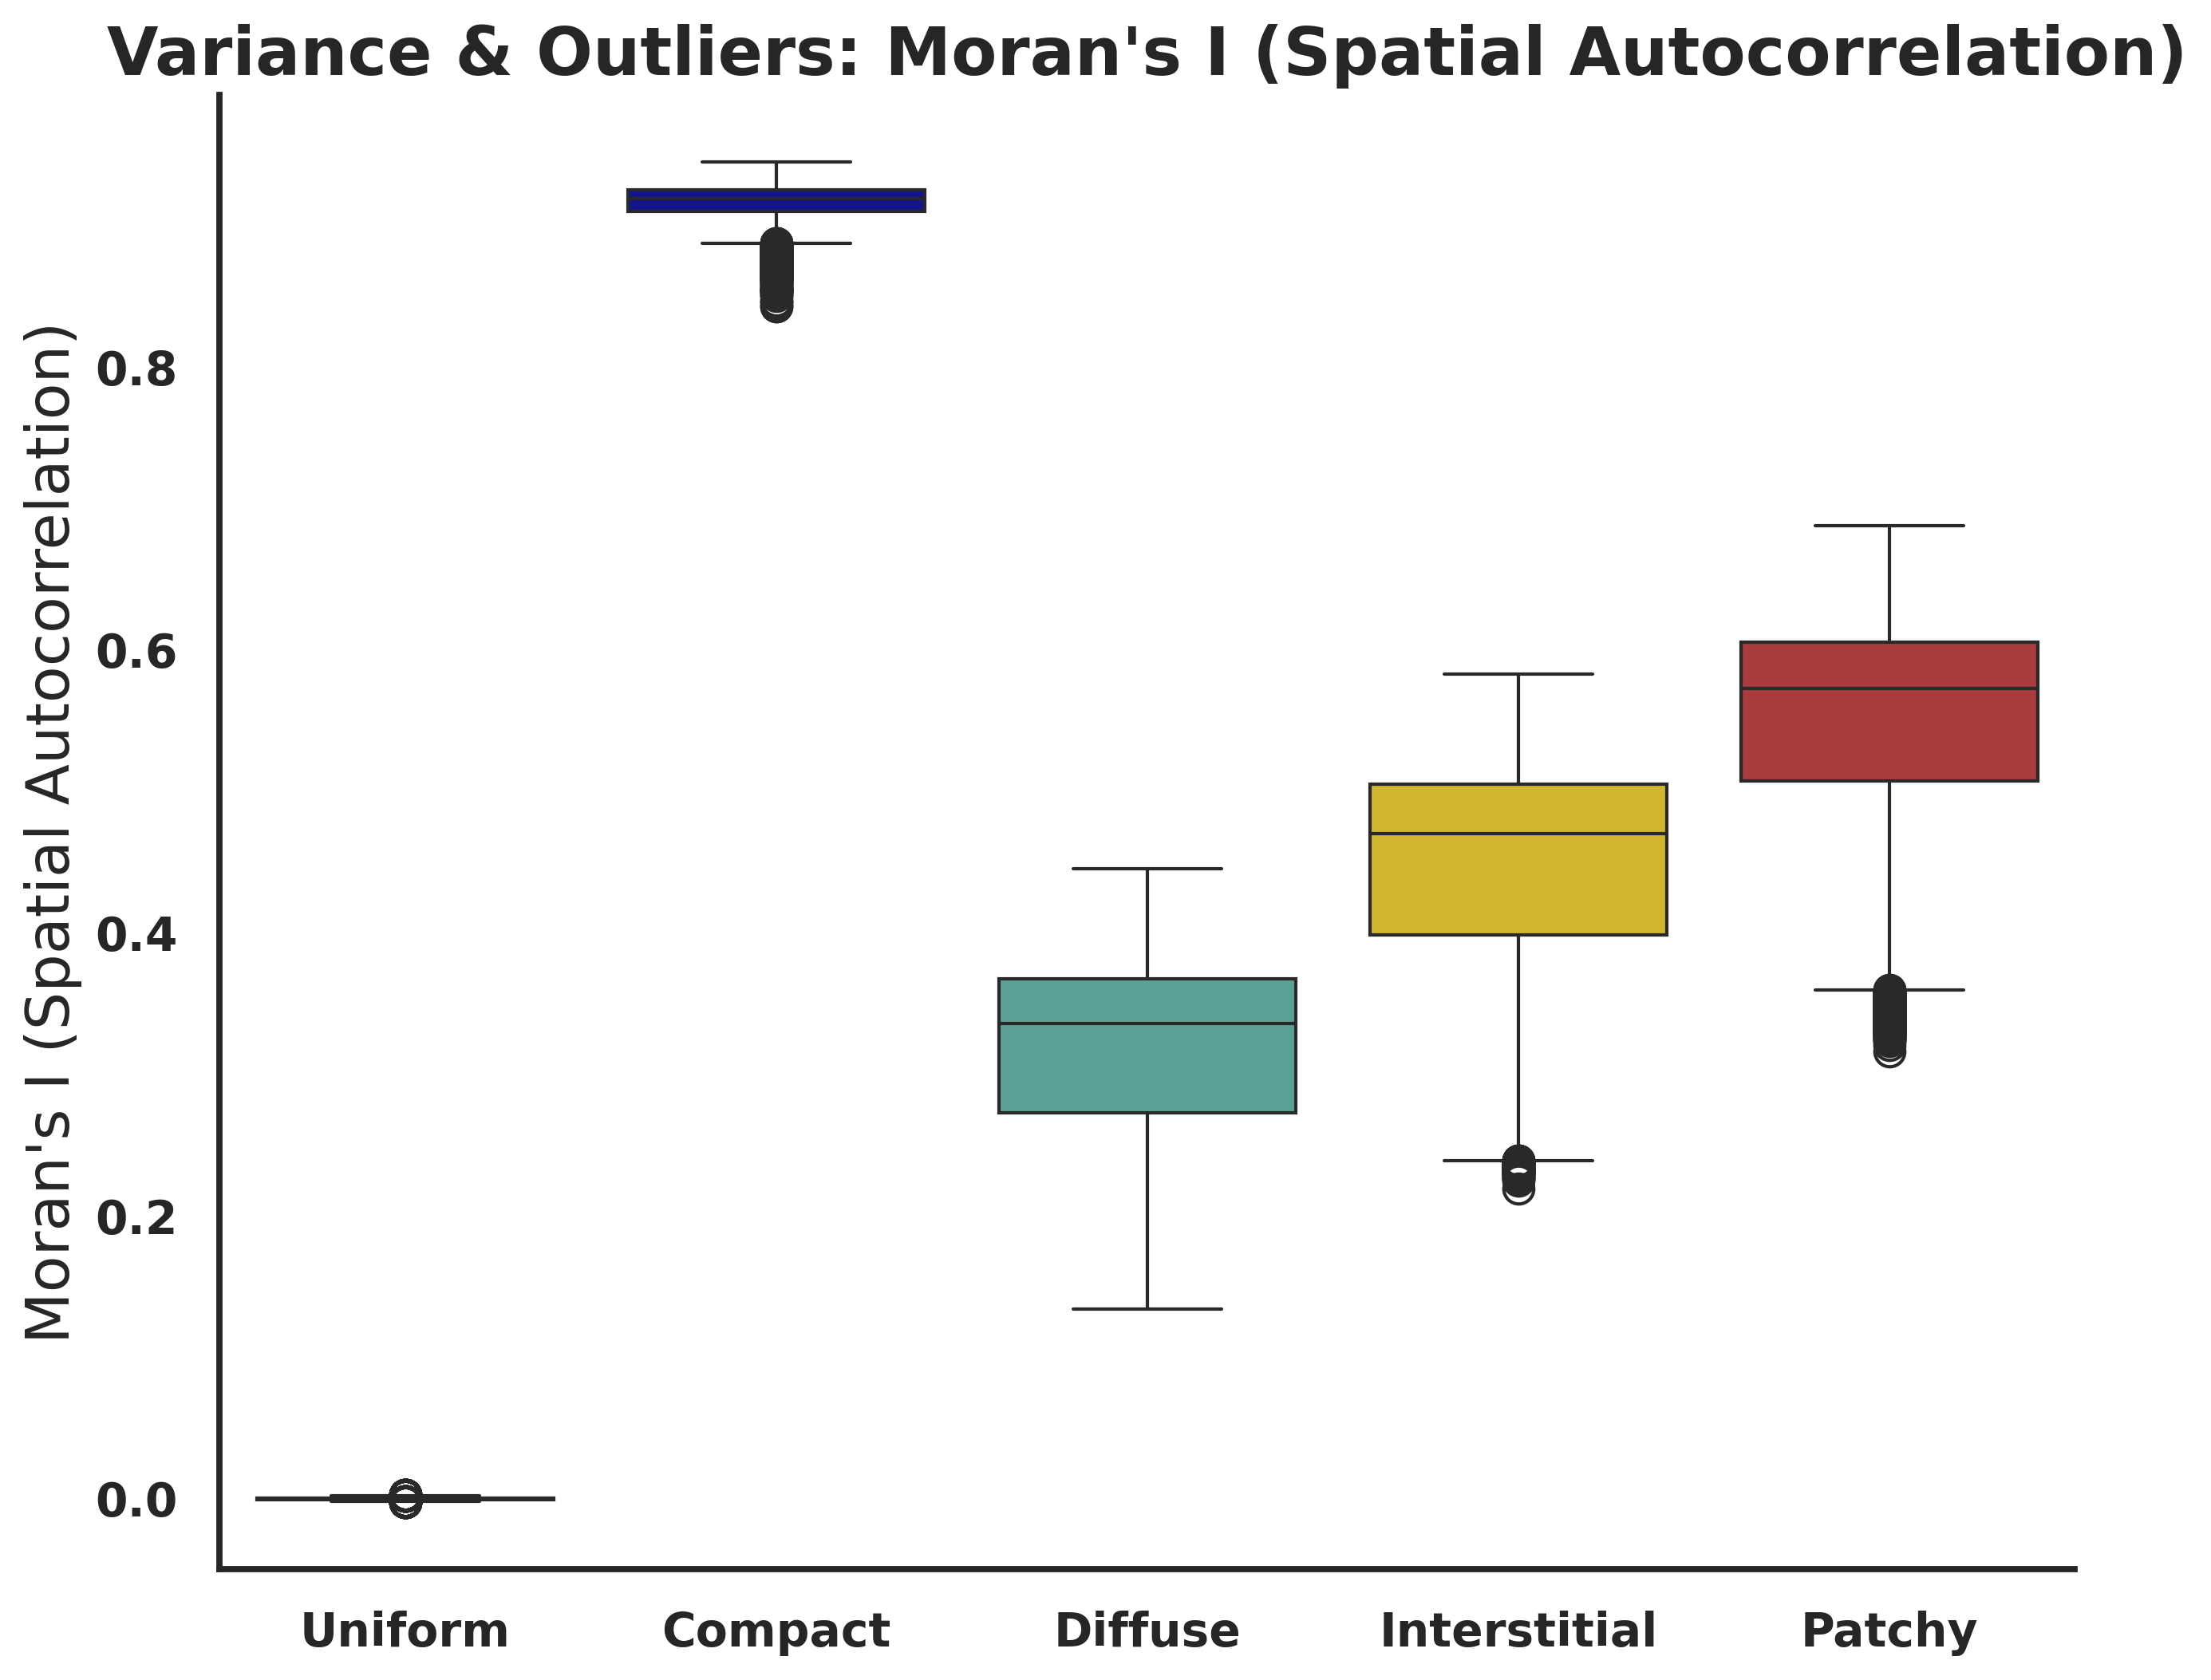 Variance & Outliers: Moran's I (Spatial Autocorrelation)
Moran's I (Spatial Autocorrelation)
0.8
0.6
0.4
0.2
0.0
Uniform Compact Diffuse Interstitial Patchy